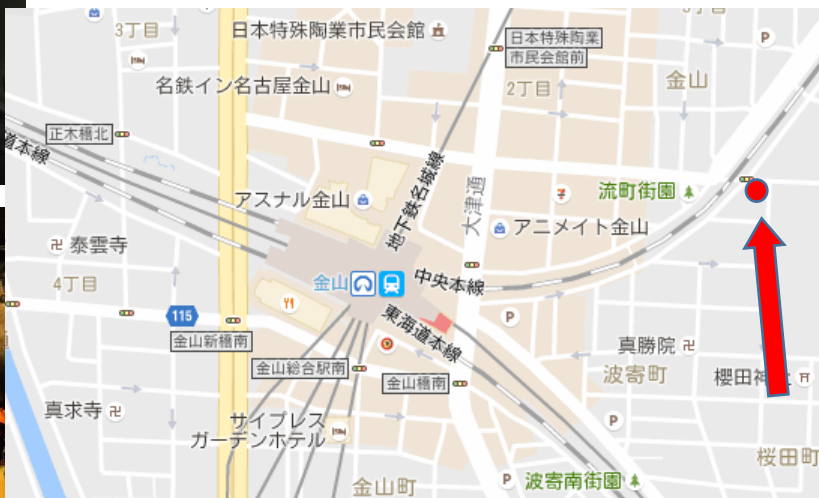 3丁目
日本特殊陶業市民会館
日本特殊陶業
市民会館前
P
名鉄イン名古屋金山
2丁目
金山
正木橋北
道本線
アスナル金山
地下鉄名城線
大津通
流町街園
アニメイト金山
泰雲寺
4丁目
金山
中央本線
115
金山新橋南
東海道本線
P
真勝院
波寄町
櫻田神社
金山総合駅南
金山橋南
真求寺
サイプレス
ガーデンホテル
P
桜田町
金山町
P
波寄南街園